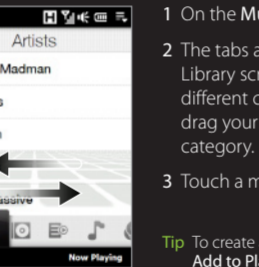 Artists
Madman
s
assive
Now Playing
1 On the Mu
2 The tabs a
Library scr
different c
drag your
category.
3 Touch a m
Tip To create
Add to Pla